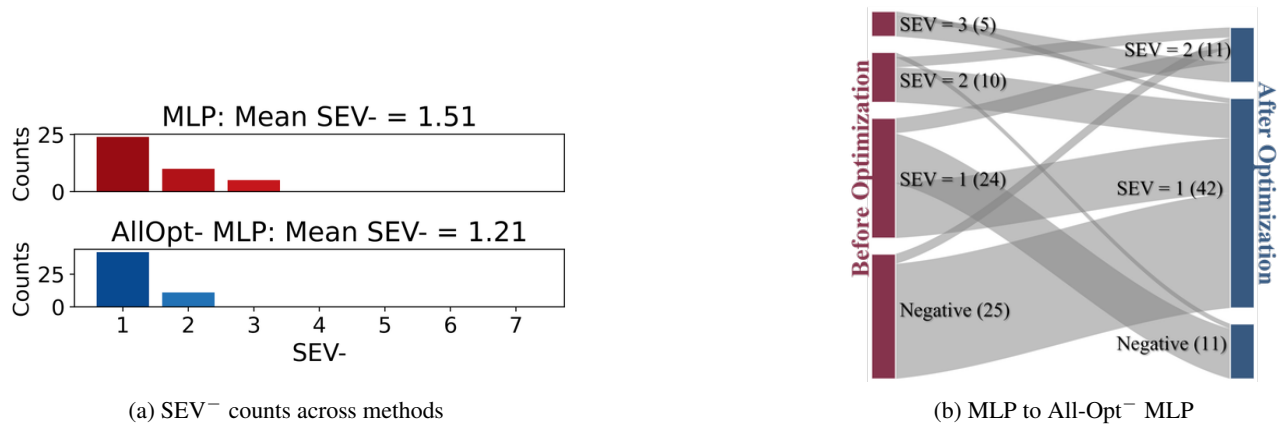 MLP: Mean SEV- = 1.51
Counts
25
0
AllOpt- MLP: Mean SEV- = 1.21
Counts
25
0
1 2 3 4 5 6 7
SEV-
(a) SEV⁻ counts across methods
Before Optimization
SEV = 3 (5)
SEV = 2 (10)
SEV = 1 (24)
Negative (25)
SEV = 2 (11)
SEV = 1 (42)
Negative (11)
After Optimization
(b) MLP to All-Opt⁻ MLP